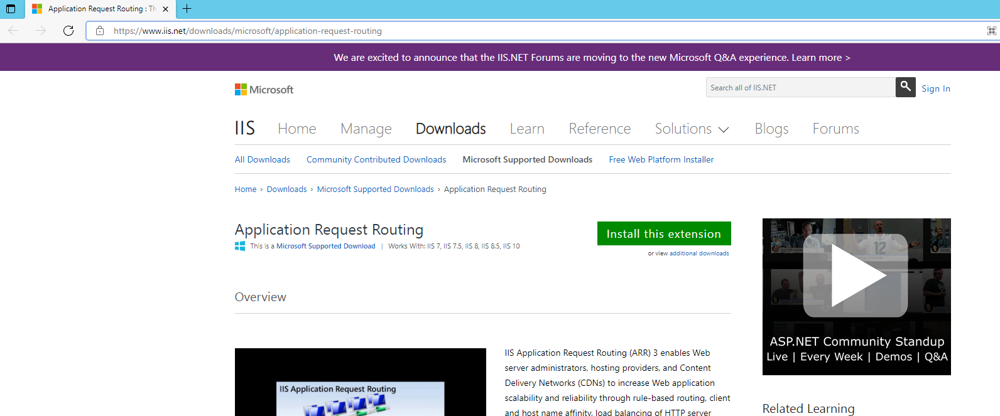 Application Request Routing : Th
https://www.iis.net/downloads/microsoft/application-request-routing
We are excited to announce that the IIS.NET Forums are moving to the new Microsoft Q&A experience. Learn more >
Microsoft
Search all of IIS.NET
Sign In
IIS Home Manage Downloads Learn Reference Solutions Blogs Forums
All Downloads Community Contributed Downloads Microsoft Supported Downloads Free Web Platform Installer
Home › Downloads › Microsoft Supported Downloads › Application Request Routing
Application Request Routing
This is a Microsoft Supported Download | Works With: IIS 7, IIS 7.5, IIS 8, IIS 8.5, IIS 10
Install this extension
or view additional downloads
Overview
IIS Application Request Routing
IIS Application Request Routing (ARR) 3 enables Web
server administrators, hosting providers, and Content
Delivery Networks (CDNs) to increase Web application
scalability and reliability through rule-based routing, client
and host name affinity, load balancing of HTTP server
12
ASP.NET Community Standup
Live | Every Week | Demos | Q&A
Related Learning